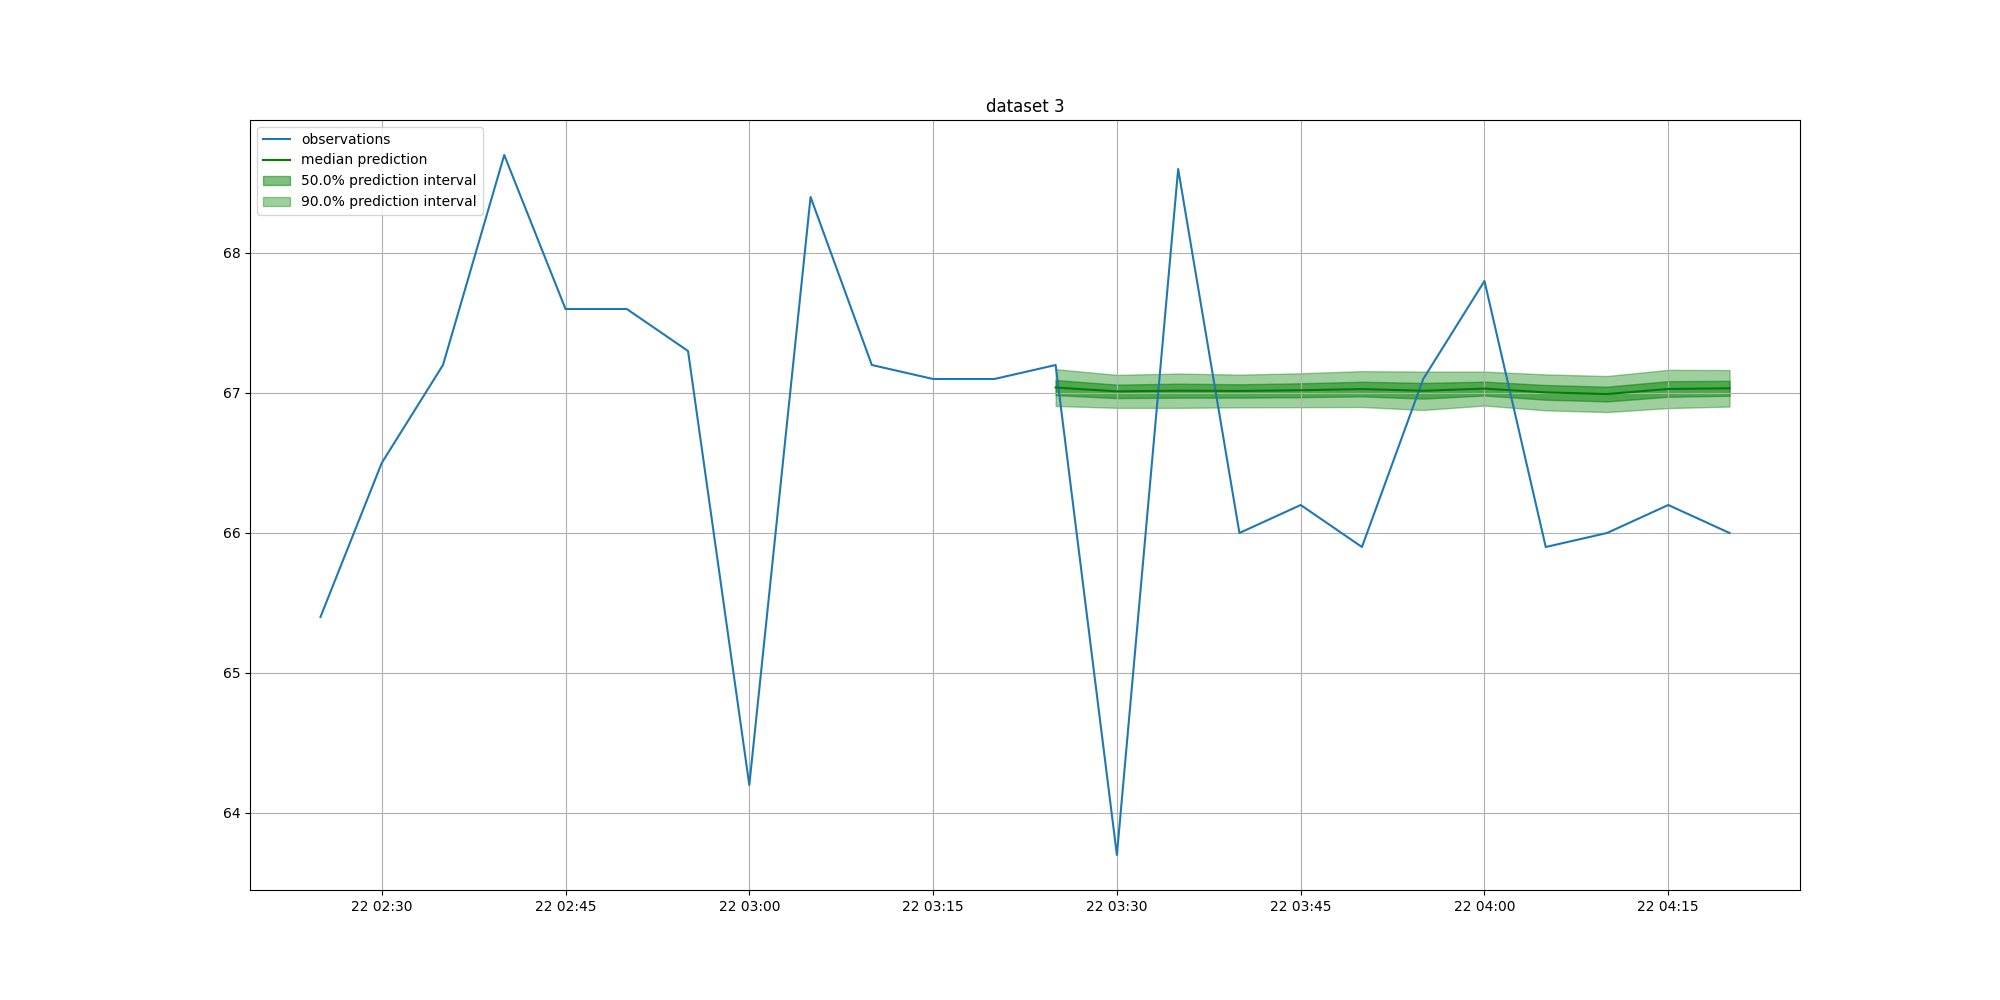 dataset 3
observations
median prediction
50.0% prediction interval
90.0% prediction interval
68
67
66
65
64
22 02:30 22 02:45 22 03:00 22 03:15 22 03:30 22 03:45 22 04:00 22 04:15